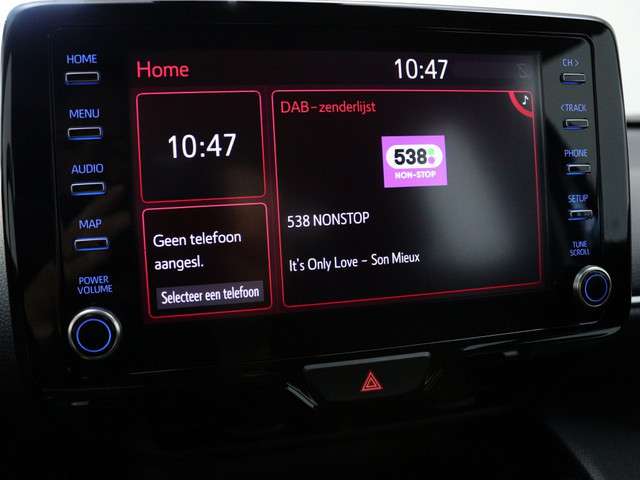 HOME
MENU
AUDIO
MAP
POWER
VOLUME
Home
10:47
10:47
Geen telefoon
aangesl.
Selecteer een telefoon
DAB-zenderlijst
538
NON-STOP
538 NONSTOP
It's Only Love - Son Mieux
CH >
< TRACK
PHONE
SETUP
TUNE
SCROLL